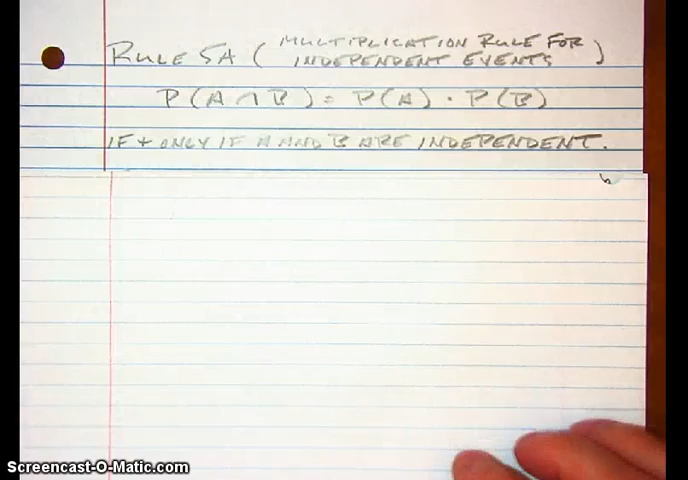 RULE 5A ( MULTIPLICATION RULE FOR
INDEPENDENT EVENTS )
P(A ∩ B) = P(A) · P(B)
IF + ONLY IF A AND B ARE INDEPENDENT.
Screencast-O-Matic.com